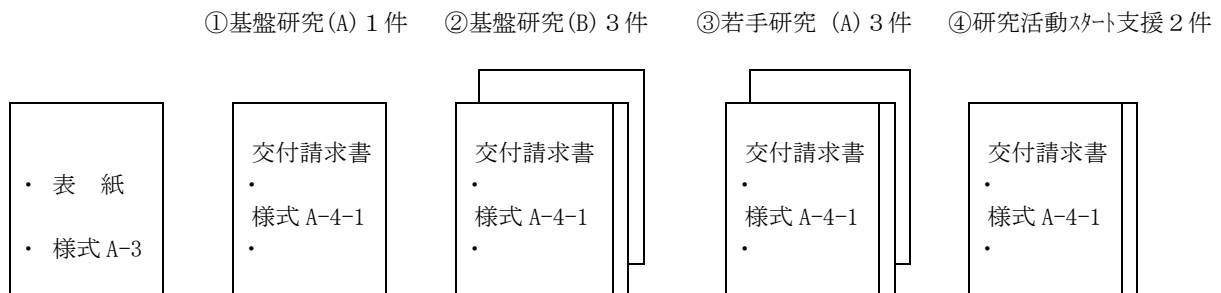 ①基盤研究(A) 1件 ②基盤研究(B) 3件 ③若手研究 (A) 3件 ④研究活動スタート支援 2件
・ 表 紙
・ 様式 A-3
交付請求書
・
様式 A-4-1
・
交付請求書
・
様式 A-4-1
・
交付請求書
・
様式 A-4-1
・
交付請求書
・
様式 A-4-1
・